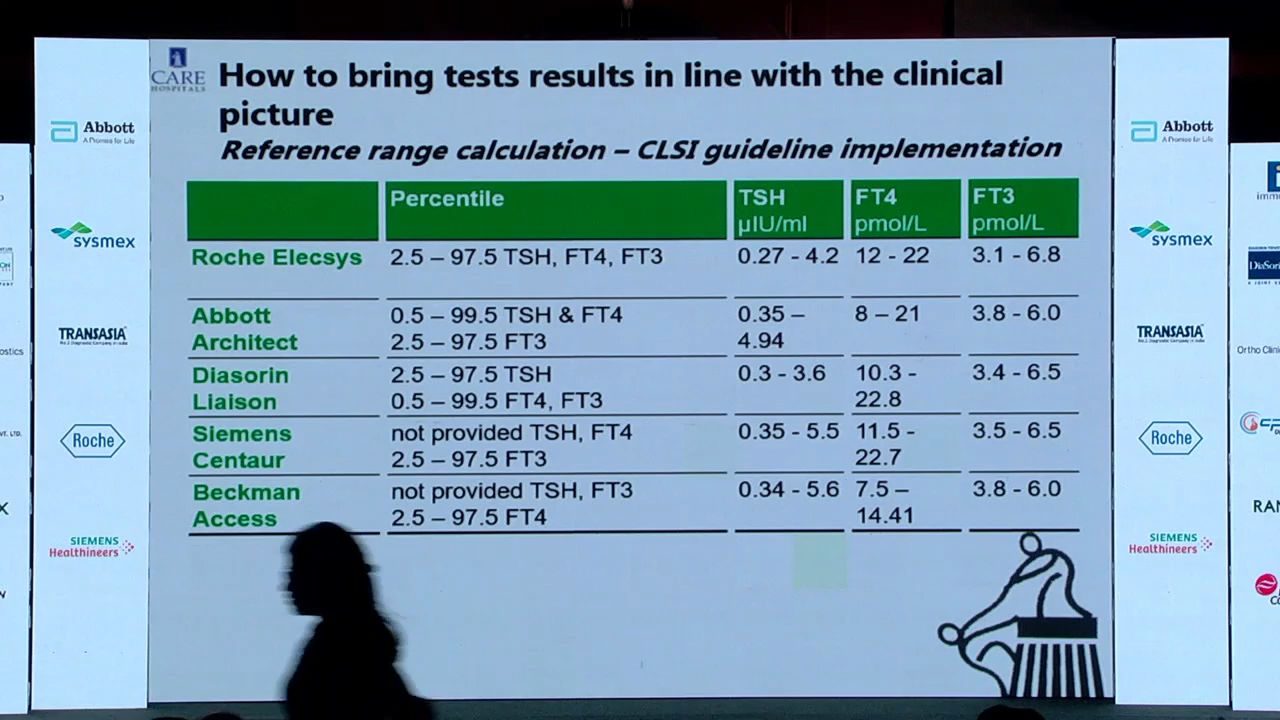 CARE
HOSPITALS
How to bring tests results in line with the clinical
picture
Reference range calculation – CLSI guideline implementation
Percentile
TSH
µIU/ml
FT4
pmol/L
FT3
pmol/L
Roche Elecsys
2.5 – 97.5 TSH, FT4, FT3
0.27 - 4.2
12 - 22
3.1 - 6.8
Abbott
Architect
0.5 – 99.5 TSH & FT4
2.5 – 97.5 FT3
0.35 –
4.94
8 – 21
3.8 - 6.0
Diasorin
Liaison
2.5 – 97.5 TSH
0.5 – 99.5 FT4, FT3
0.3 - 3.6
10.3 -
22.8
3.4 - 6.5
Siemens
Centaur
not provided TSH, FT4
2.5 – 97.5 FT3
0.35 - 5.5
11.5 -
22.7
3.5 - 6.5
Beckman
Access
not provided TSH, FT3
2.5 – 97.5 FT4
0.34 - 5.6
7.5 –
14.41
3.8 - 6.0
Abbott
A Promise for Life
sysmex
TRANSASIA
Roche
SIEMENS
Healthineers
Abbott
A Promise for Life
sysmex
TRANSASIA
Roche
SIEMENS
Healthineers
ostics
VT. LTD.
imm
DiaSor
Ortho Clinic
RAN